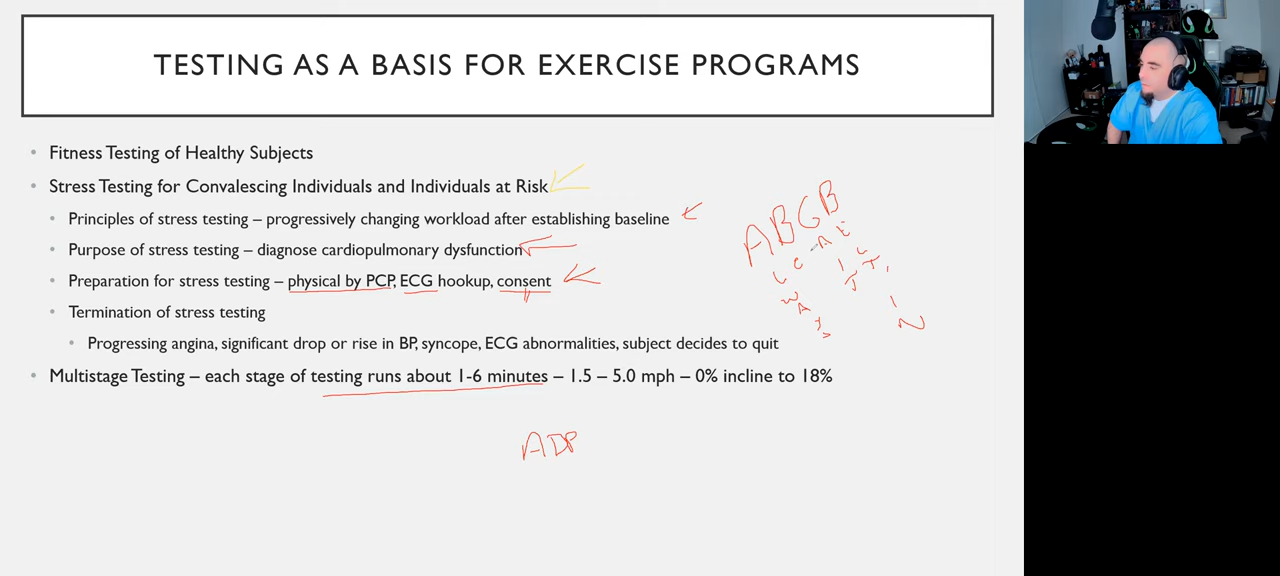 TESTING AS A BASIS FOR EXERCISE PROGRAMS
• Fitness Testing of Healthy Subjects
• Stress Testing for Convalescing Individuals and Individuals at Risk
• Principles of stress testing – progressively changing workload after establishing baseline
• Purpose of stress testing – diagnose cardiopulmonary dysfunction
• Preparation for stress testing – physical by PCP, ECG hookup, consent
• Termination of stress testing
• Progressing angina, significant drop or rise in BP, syncope, ECG abnormalities, subject decides to quit
• Multistage Testing – each stage of testing runs about 1-6 minutes – 1.5 – 5.0 mph – 0% incline to 18%
ABGB
ADP